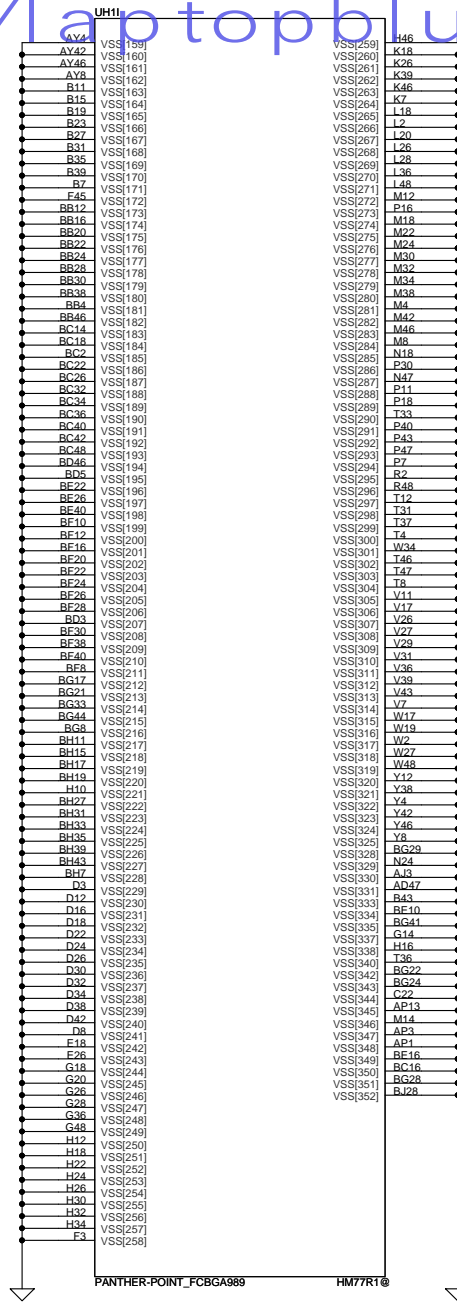 Maptopblu
UH1I
AY4 VSS[159]
AY42 VSS[160]
AY46 VSS[161]
AY8 VSS[162]
B11 VSS[163]
B15 VSS[164]
B19 VSS[165]
B23 VSS[166]
B27 VSS[167]
B31 VSS[168]
B35 VSS[169]
B39 VSS[170]
B7 VSS[171]
F45 VSS[172]
BB12 VSS[173]
BB16 VSS[174]
BB20 VSS[175]
BB22 VSS[176]
BB24 VSS[177]
BB28 VSS[178]
BB30 VSS[179]
BB38 VSS[180]
BB4 VSS[181]
BB46 VSS[182]
BC14 VSS[183]
BC18 VSS[184]
BC2 VSS[185]
BC22 VSS[186]
BC26 VSS[187]
BC32 VSS[188]
BC34 VSS[189]
BC36 VSS[190]
BC40 VSS[191]
BC42 VSS[192]
BC48 VSS[193]
BD46 VSS[194]
BD5 VSS[195]
BE22 VSS[196]
BE26 VSS[197]
BE40 VSS[198]
BF10 VSS[199]
BF12 VSS[200]
BF16 VSS[201]
BF20 VSS[202]
BF22 VSS[203]
BF24 VSS[204]
BF26 VSS[205]
BF28 VSS[206]
BD3 VSS[207]
BF30 VSS[208]
BF38 VSS[209]
BF40 VSS[210]
BF8 VSS[211]
BG17 VSS[212]
BG21 VSS[213]
BG33 VSS[214]
BG44 VSS[215]
BG8 VSS[216]
BH11 VSS[217]
BH15 VSS[218]
BH17 VSS[219]
BH19 VSS[220]
H10 VSS[221]
BH27 VSS[222]
BH31 VSS[223]
BH33 VSS[224]
BH35 VSS[225]
BH39 VSS[226]
BH43 VSS[227]
BH7 VSS[228]
D3 VSS[229]
D12 VSS[230]
D16 VSS[231]
D18 VSS[232]
D22 VSS[233]
D24 VSS[234]
D26 VSS[235]
D30 VSS[236]
D32 VSS[237]
D34 VSS[238]
D38 VSS[239]
D42 VSS[240]
D8 VSS[241]
E18 VSS[242]
E26 VSS[243]
G18 VSS[244]
G20 VSS[245]
G26 VSS[246]
G28 VSS[247]
G36 VSS[248]
G48 VSS[249]
H12 VSS[250]
H18 VSS[251]
H22 VSS[252]
H24 VSS[253]
H26 VSS[254]
H30 VSS[255]
H32 VSS[256]
H34 VSS[257]
F3 VSS[258]
VSS[259] H46
VSS[260] K18
VSS[261] K26
VSS[262] K39
VSS[263] K46
VSS[264] K7
VSS[265] L18
VSS[266] L2
VSS[267] L20
VSS[268] L26
VSS[269] L28
VSS[270] L36
VSS[271] L48
VSS[272] M12
VSS[273] P16
VSS[274] M18
VSS[275] M22
VSS[276] M24
VSS[277] M30
VSS[278] M32
VSS[279] M34
VSS[280] M38
VSS[281] M4
VSS[282] M42
VSS[283] M46
VSS[284] M8
VSS[285] N18
VSS[286] P30
VSS[287] N47
VSS[288] P11
VSS[289] P18
VSS[290] T33
VSS[291] P40
VSS[292] P43
VSS[293] P47
VSS[294] P7
VSS[295] R2
VSS[296] R48
VSS[297] T12
VSS[298] T31
VSS[299] T37
VSS[300] T4
VSS[301] W34
VSS[302] T46
VSS[303] T47
VSS[304] T8
VSS[305] V11
VSS[306] V17
VSS[307] V26
VSS[308] V27
VSS[309] V29
VSS[310] V31
VSS[311] V36
VSS[312] V39
VSS[313] V43
VSS[314] V7
VSS[315] W17
VSS[316] W19
VSS[317] W2
VSS[318] W27
VSS[319] W48
VSS[320] Y12
VSS[321] Y38
VSS[322] Y4
VSS[323] Y42
VSS[324] Y46
VSS[325] Y8
VSS[328] BG29
VSS[329] N24
VSS[330] AJ3
VSS[331] AD47
VSS[333] B43
VSS[334] BE10
VSS[335] BG41
VSS[337] G14
VSS[338] H16
VSS[340] T36
VSS[342] BG22
VSS[343] BG24
VSS[344] C22
VSS[345] AP13
VSS[346] M14
VSS[347] AP3
VSS[348] AP1
VSS[349] BE16
VSS[350] BC16
VSS[351] BG28
VSS[352] BJ28
PANTHER-POINT_FCBGA989 HM77R1@